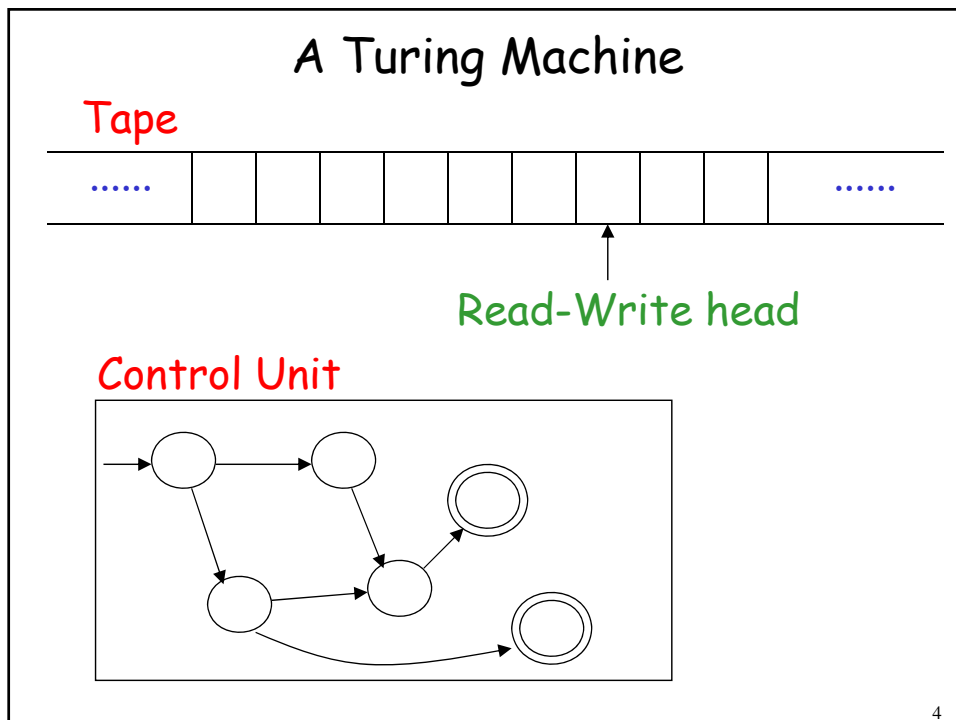 A Turing Machine
Tape
...... ......
Read-Write head
Control Unit
4